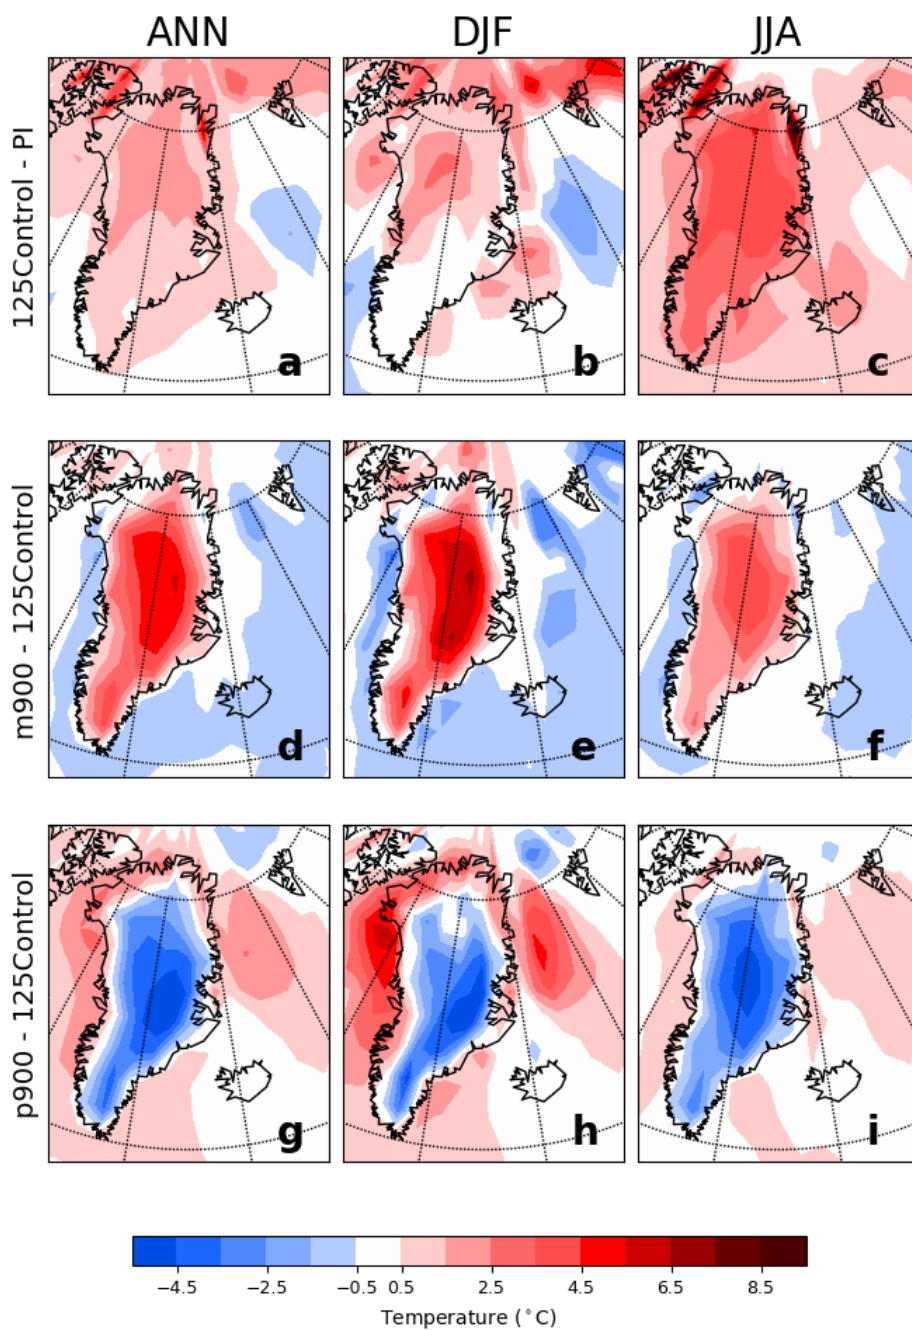 ANN DJF JJA
125Control - PI
a b c
m900 - 125Control
d e f
p900 - 125Control
g h i
−4.5 −2.5 −0.5 0.5 2.5 4.5 6.5 8.5
Temperature (°C)